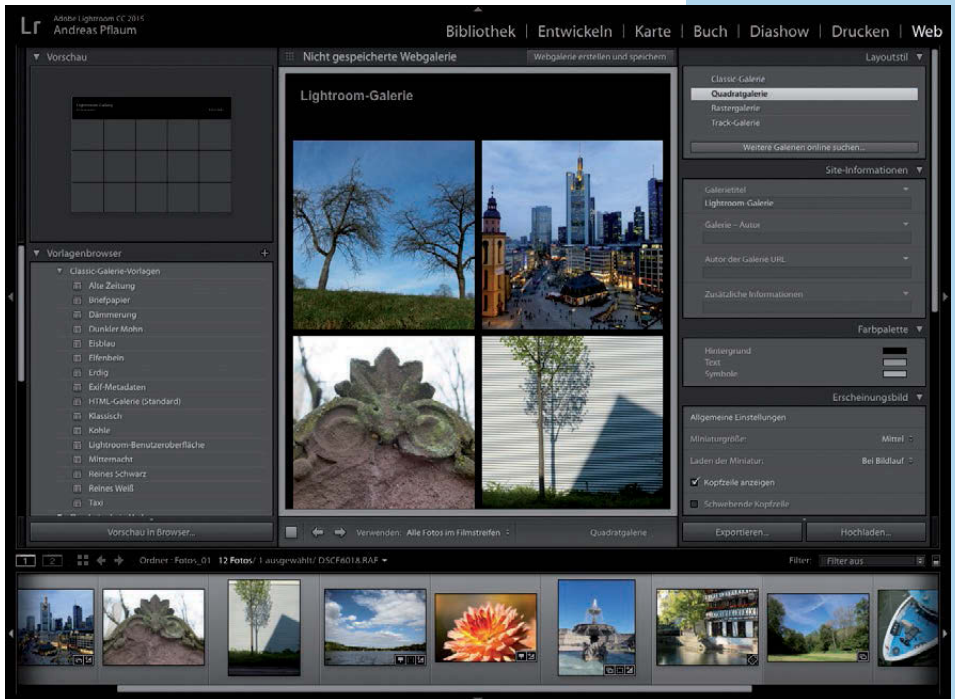 Lr
Adobe Lightroom CC 2015
Andreas Pflaum
Bibliothek | Entwickeln | Karte | Buch | Diashow | Drucken | Web
Vorschau
Lightroom-Galerie
Vorlagenbrowser +
Classic-Galerie-Vorlagen
Alte Zeitung
Briefpapier
Dämmerung
Dunkler Mohn
Eisblau
Elfenbein
Erdig
Exif-Metadaten
HTML-Galerie (Standard)
Klassisch
Kohle
Lightroom-Benutzeroberfläche
Mitternacht
Reines Schwarz
Reines Weiß
Taxi
Vorschau in Browser...
Nicht gespeicherte Webgalerie
Webgalerie erstellen und speichern
Lightroom-Galerie
Verwenden: Alle Fotos im Filmstreifen
Quadratgalerie
Layoutstil
Classic-Galerie
Quadratgalerie
Rastergalerie
Track-Galerie
Weitere Galerien online suchen...
Site-Informationen
Galerietitel
Lightroom-Galerie
Galerie – Autor
Autor der Galerie URL
Zusätzliche Informationen
Farbpalette
Hintergrund
Text
Symbole
Erscheinungsbild
Allgemeine Einstellungen
Miniaturgröße: Mittel
Laden der Miniatur: Bei Bildlauf
Kopfzeile anzeigen
Schwebende Kopfzeile
Exportieren...
Hochladen...
1 2
Ordner : Fotos_01 12 Fotos/ 1 ausgewählt/ DSCF6018.RAF
Filter: Filter aus